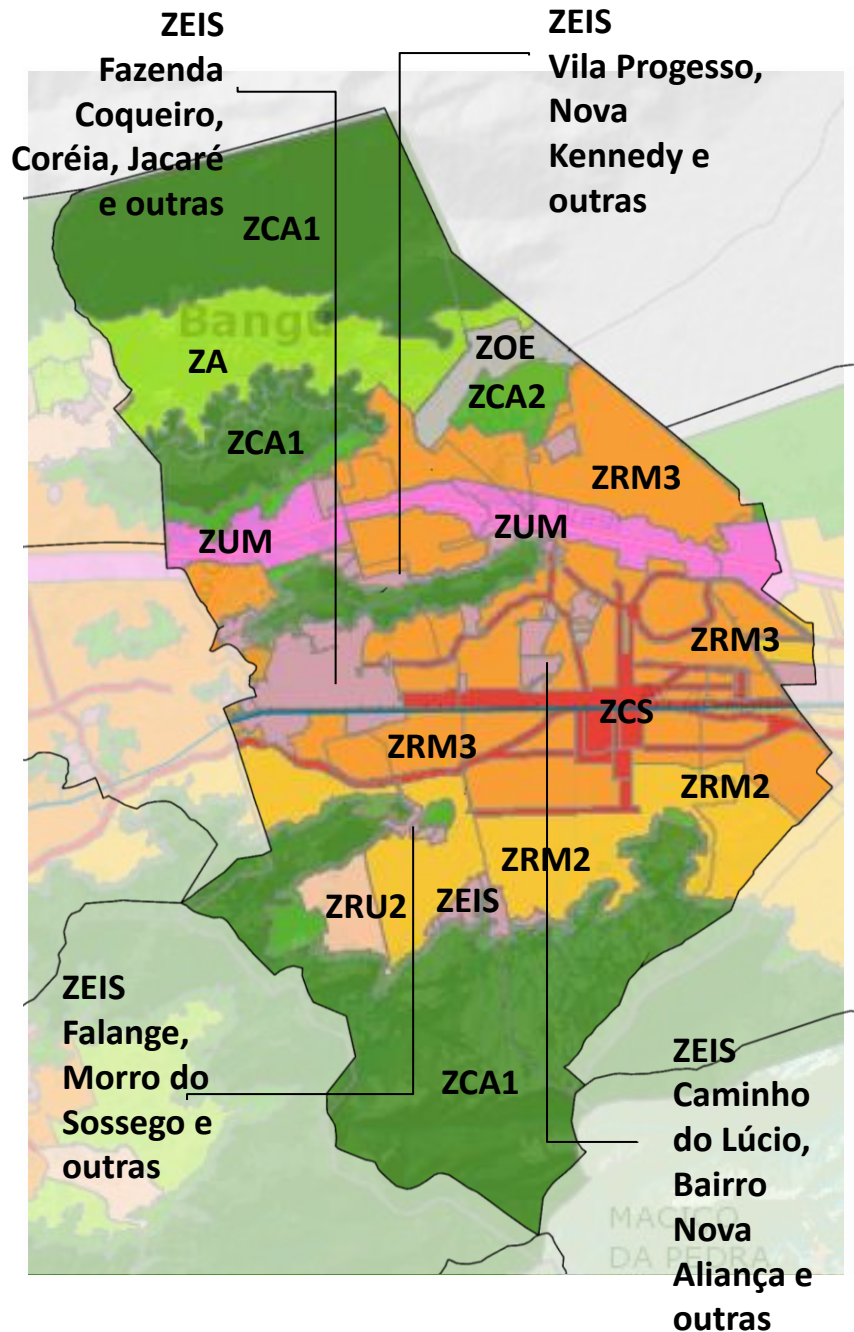 ZEIS
Fazenda
Coqueiro,
Coréia, Jacaré
e outras
ZEIS
Vila Progesso,
Nova
Kennedy e
outras
ZCA1
Bangu
ZA
ZOE
ZCA2
ZCA1
ZRM3
ZUM
ZUM
ZRM3
ZCS
ZRM3
ZRM2
ZRM2
ZRU2
ZEIS
ZEIS
Falange,
Morro do
Sossego e
outras
ZCA1
ZEIS
Caminho
do Lúcio,
Bairro
Nova
Aliança e
outras
MACIÇO
DA PEDRA